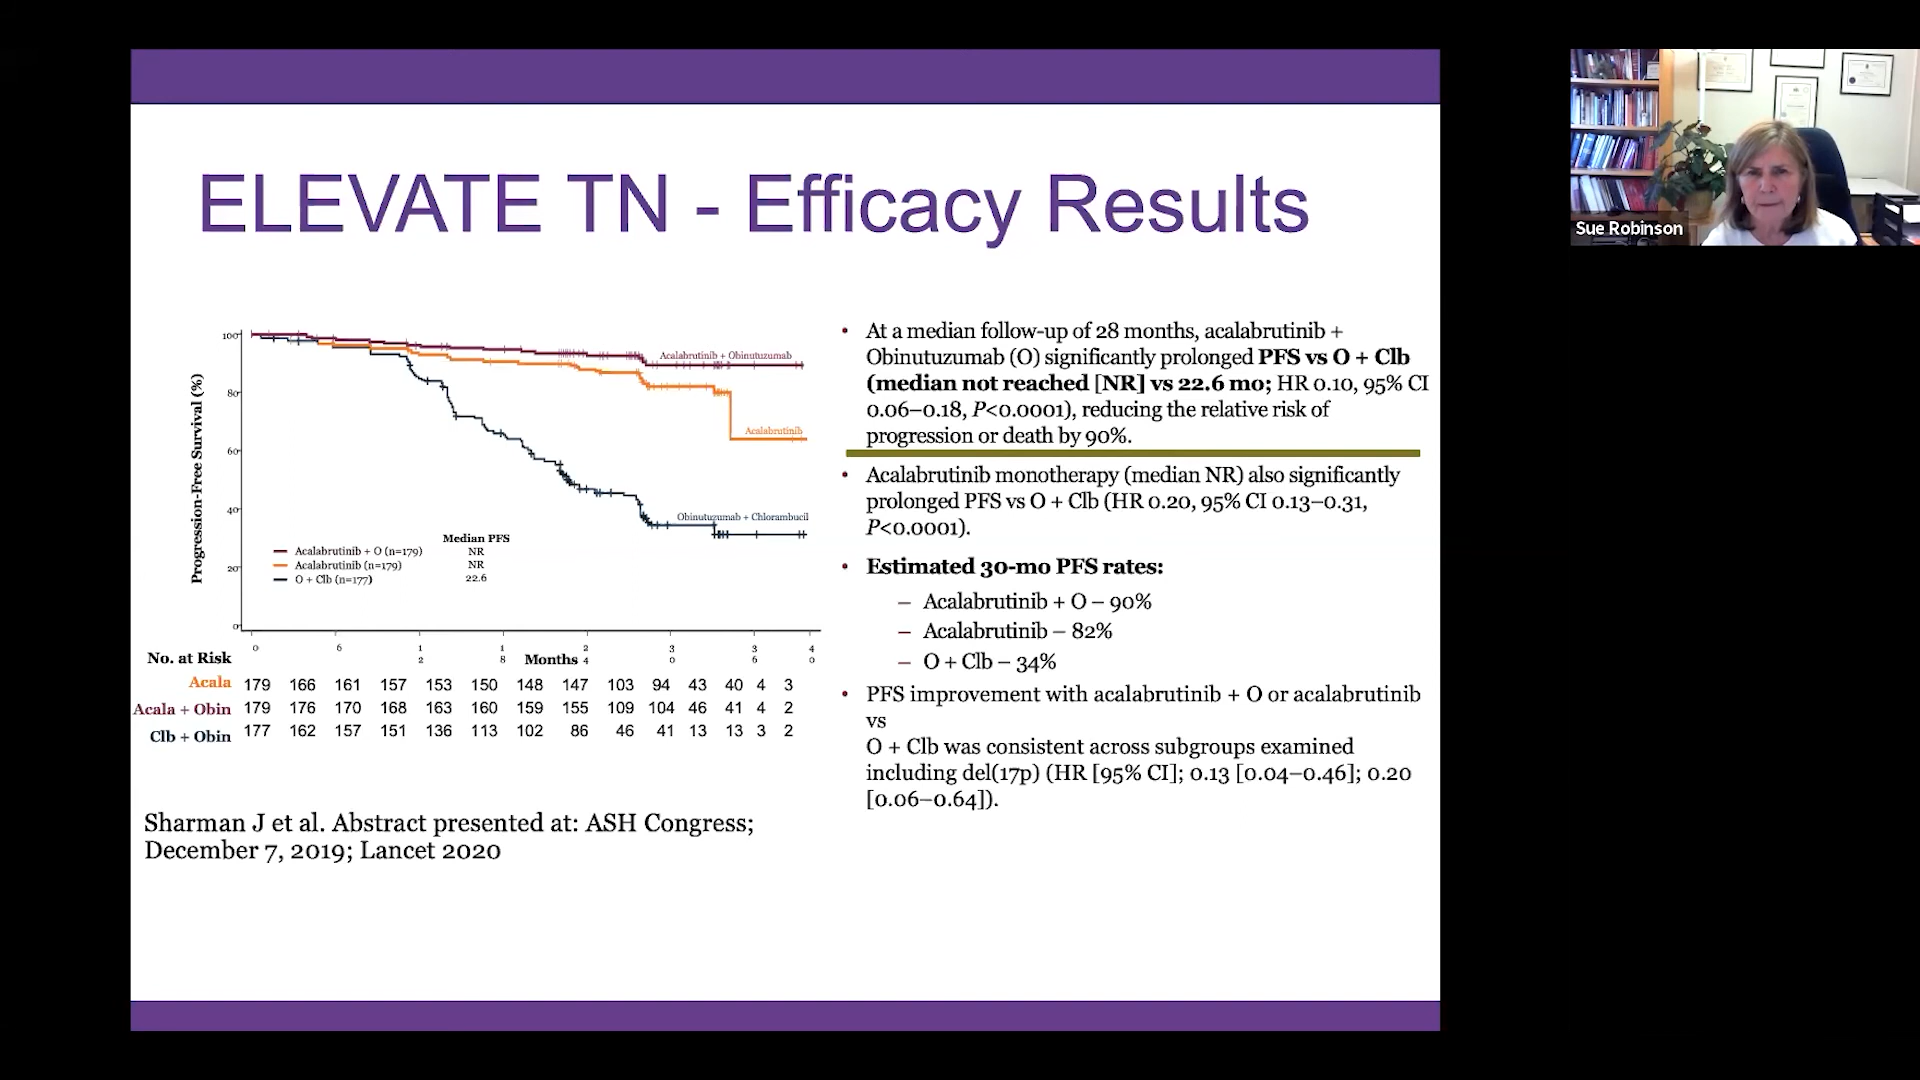 ELEVATE TN - Efficacy Results
Sue Robinson
100
80
60
40
20
0
Progression-Free Survival (%)
Acalabrutinib + Obinutuzumab
Acalabrutinib
Obinutuzumab + Chlorambucil
Median PFS
Acalabrutinib + O (n=179) NR
Acalabrutinib (n=179) NR
O + Clb (n=177) 22.6
0 6 12 18 24 30 36 40
Months
No. at Risk
Acala 179 166 161 157 153 150 148 147 103 94 43 40 4 3
Acala + Obin 179 176 170 168 163 160 159 155 109 104 46 41 4 2
Clb + Obin 177 162 157 151 136 113 102 86 46 41 13 13 3 2
Sharman J et al. Abstract presented at: ASH Congress;
December 7, 2019; Lancet 2020
• At a median follow-up of 28 months, acalabrutinib +
Obinutuzumab (O) significantly prolonged PFS vs O + Clb
(median not reached [NR] vs 22.6 mo; HR 0.10, 95% CI
0.06–0.18, P<0.0001), reducing the relative risk of
progression or death by 90%.
• Acalabrutinib monotherapy (median NR) also significantly
prolonged PFS vs O + Clb (HR 0.20, 95% CI 0.13–0.31,
P<0.0001).
• Estimated 30-mo PFS rates:
– Acalabrutinib + O – 90%
– Acalabrutinib – 82%
– O + Clb – 34%
• PFS improvement with acalabrutinib + O or acalabrutinib
vs
O + Clb was consistent across subgroups examined
including del(17p) (HR [95% CI]; 0.13 [0.04–0.46]; 0.20
[0.06–0.64]).